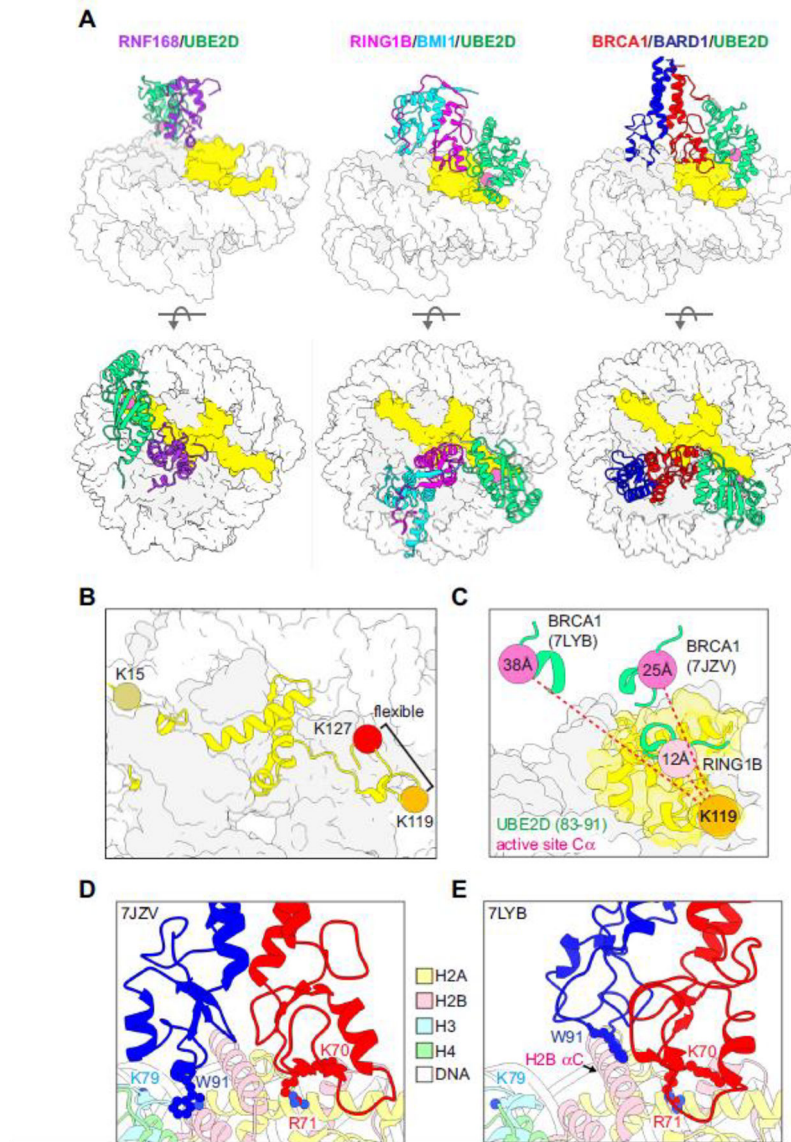 A
RNF168/UBE2D
RING1B/BMI1/UBE2D
BRCA1/BARD1/UBE2D
B
K15
K127
flexible
K119
C
BRCA1
(7LYB)
38Å
BRCA1
(7JZV)
25Å
12Å
RING1B
K119
UBE2D (83-91)
active site Cα
D
7JZV
K79
W91
K70
R71
H2A
H2B
H3
H4
DNA
E
7LYB
W91
K70
H2B αC
K79
R71